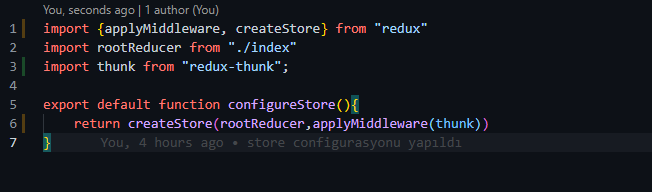 You, seconds ago | 1 author (You)
1 import {applyMiddleware, createStore} from "redux"
2 import rootReducer from "./index"
3 import thunk from "redux-thunk";
4
5 export default function configureStore(){
6 return createStore(rootReducer,applyMiddleware(thunk))
7 } You, 4 hours ago • store configurasyonu yapıldı